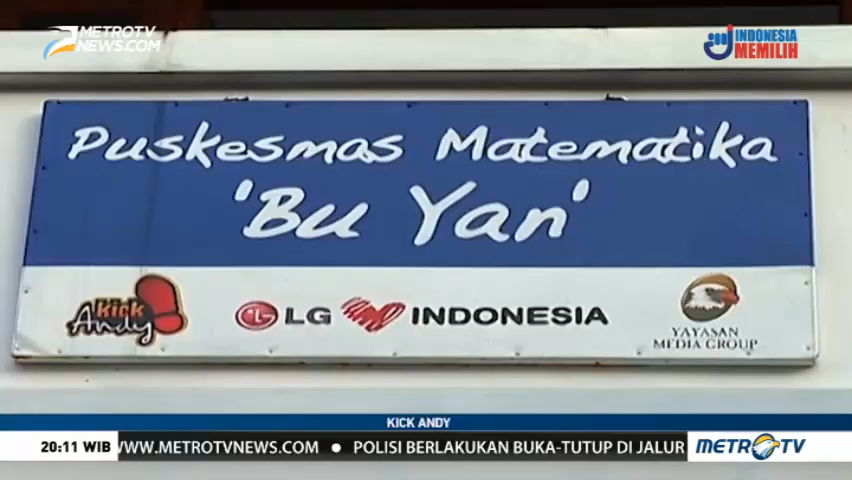 METROTV
NEWS.COM
INDONESIA
MEMILIH
Puskesmas Matematika
'Bu Yan'
kick
Andy
LG
INDONESIA
YAYASAN
MEDIA GROUP
KICK ANDY
20:11 WIB
WWW.METROTVNEWS.COM • POLISI BERLAKUKAN BUKA-TUTUP DI JALUR
METRO TV